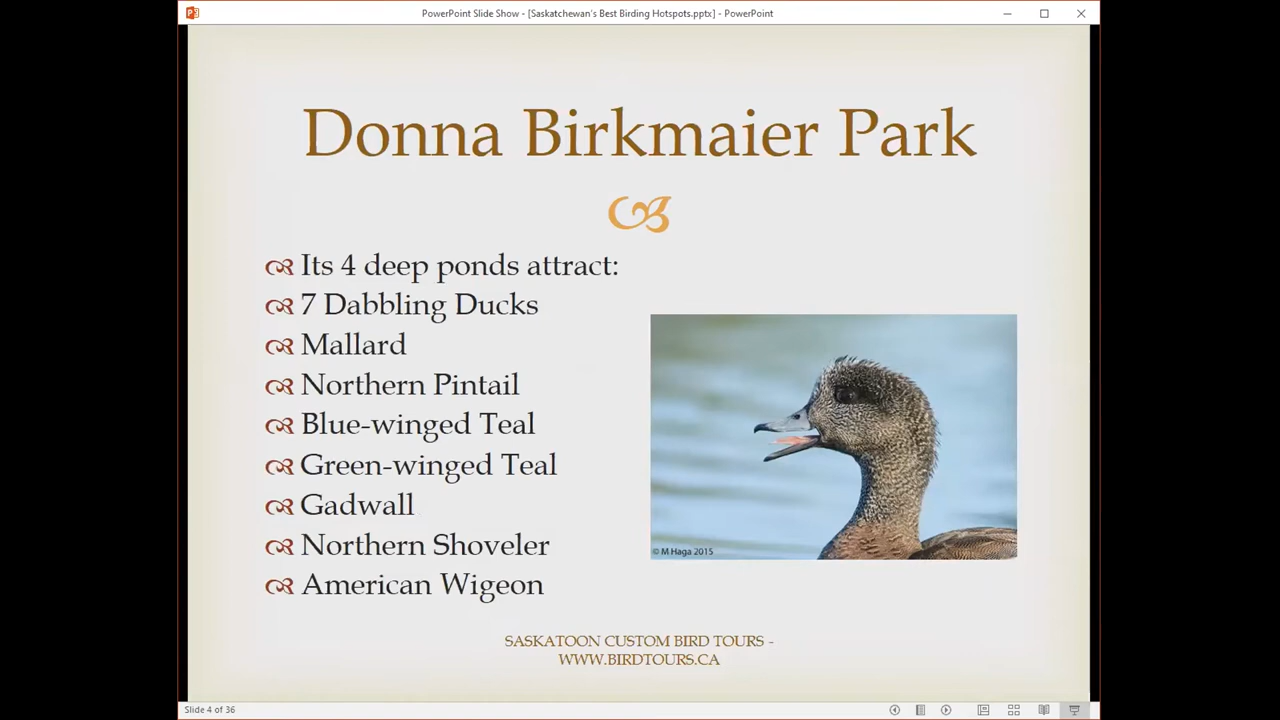 PowerPoint Slide Show - [Saskatchewan's Best Birding Hotspots.pptx] - PowerPoint
Donna Birkmaier Park
Its 4 deep ponds attract:
7 Dabbling Ducks
Mallard
Northern Pintail
Blue-winged Teal
Green-winged Teal
Gadwall
Northern Shoveler
American Wigeon
© M Haga 2015
SASKATOON CUSTOM BIRD TOURS -
WWW.BIRDTOURS.CA
Slide 4 of 36